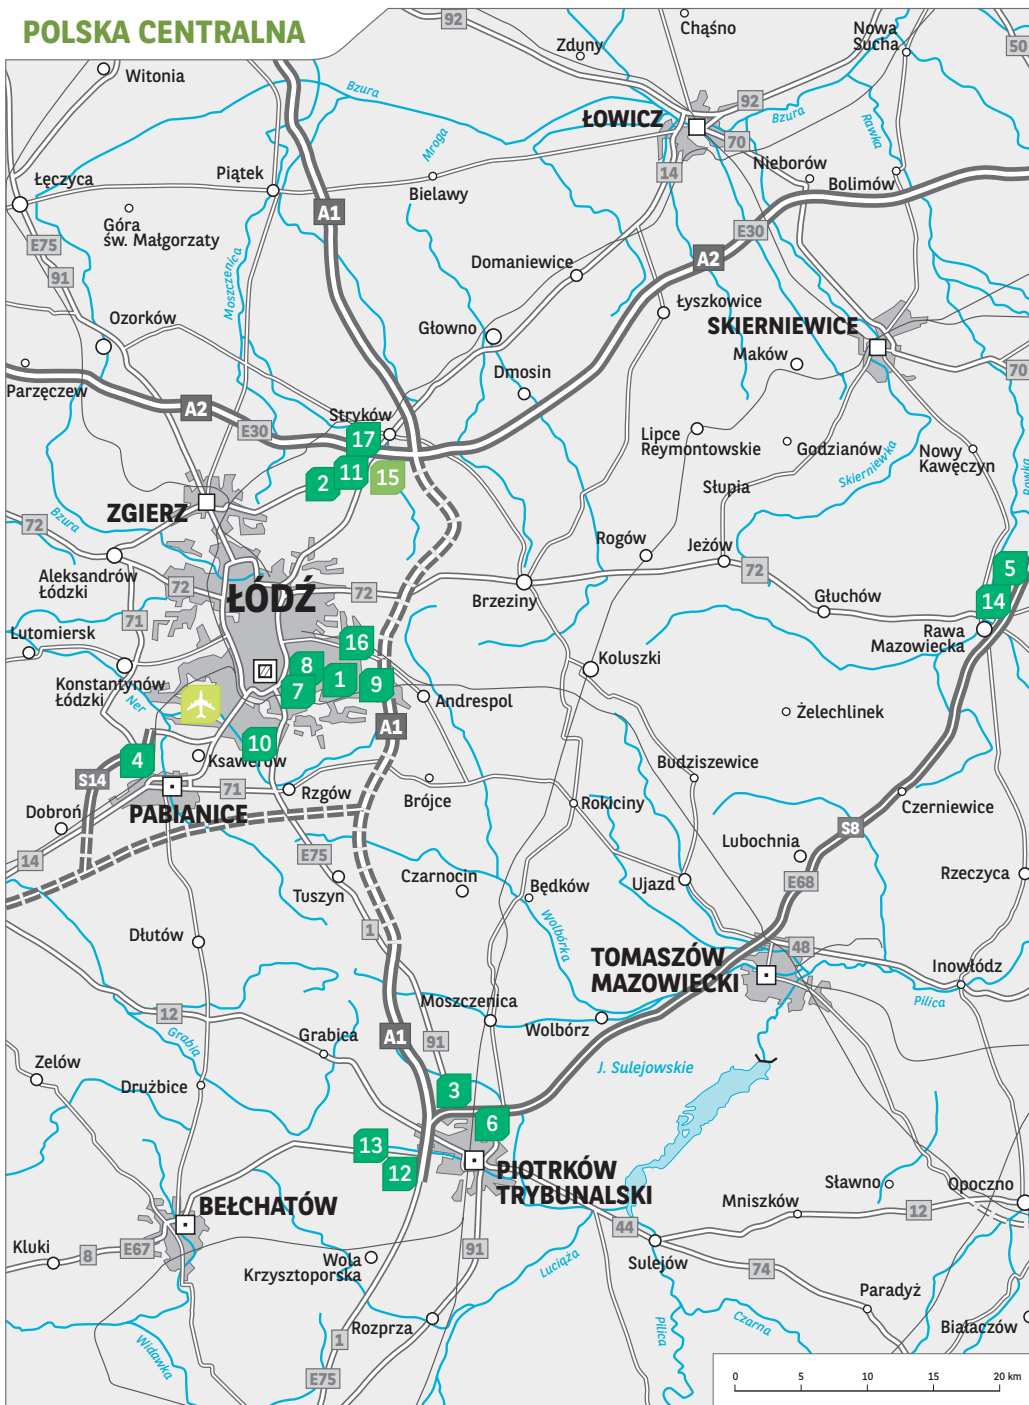 POLSKA CENTRALNA
92
Chąśno
Zduny
Nowa
Sucha
50
Witonia
Bzura
ŁOWICZ
92
Bzura
Rawka
Mroga
70
14
Nieborów
Bolimów
Łęczyca
Piątek
Bielawy
A1
Góra
św. Małgorzaty
E75
91
Moszczenica
E30
A2
Domaniewice
Łyszkowice
Ozorków
Głowno
SKIERNIEWICE
Maków
Parzęczew
Dmosin
70
A2
E30
Stryków
17
Lipce
Reymontowskie
Godzianów
Nowy
Kawęczyn
Skierniewka
Rawka
2
11
15
Słupia
ZGIERZ
72
Bzura
Rogów
Jeżów
72
5
Aleksandrów
Łódzki
72
ŁÓDŹ
72
Brzeziny
Głuchów
14
71
Rawa
Mazowiecka
Lutomiersk
16
Koluszki
8
1
7
9
Konstantynów
Łódzki
Ner
Andrespol
Żelechlinek
A1
10
4
Ksawerów
Budziszewice
S14
71
Rzgów
Brójce
Rokiciny
Czerniewice
Dobroń
PABIANICE
S8
Lubochnia
14
E75
Tuszyn
Czarnocin
Będków
Ujazd
E68
Rzeczyca
1
Wolbórka
Dłutów
TOMASZÓW
MAZOWIECKI
48
Inowłódz
Pilica
12
Moszczenica
Wolbórz
Grabia
Grabica
A1
91
Zelów
J. Sulejowskie
Drużbice
3
6
13
12
PIOTRKÓW
TRYBUNALSKI
Sławno
Opoczno
BEŁCHATÓW
Mniszków
12
44
Kluki
8
E67
Wola
Krzysztoporska
91
Luciąża
Sulejów
74
Paradyż
Rozprza
Czarna
Pilica
Białaczów
Widawka
1
E75
0
5
10
15
20 km